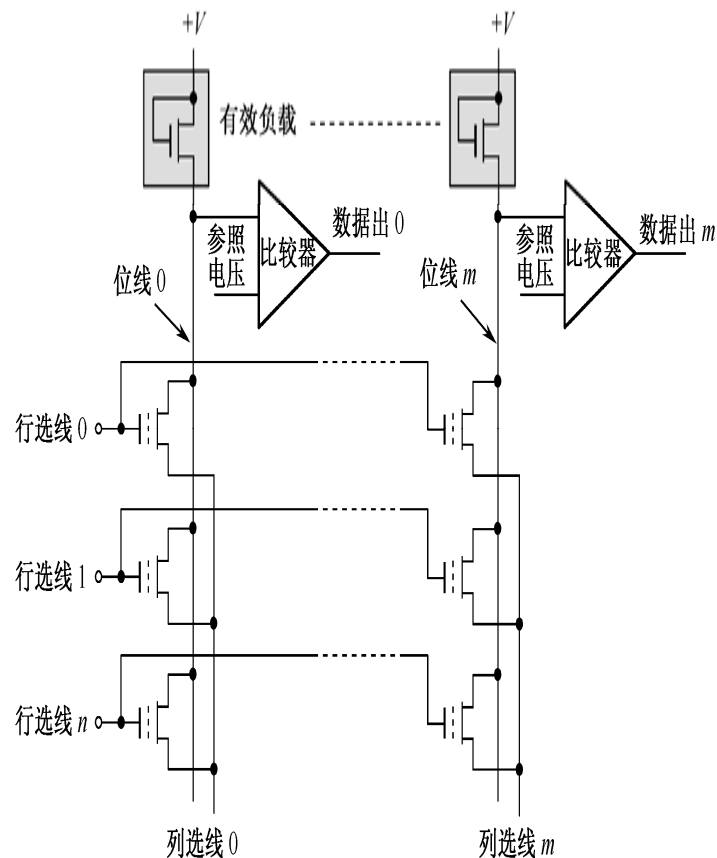 +V
+V
有效负载
数据出 0
数据出 m
参照
电压
比较器
参照
电压
比较器
位线 0
位线 m
行选线 0
行选线 1
行选线 n
列选线 0
列选线 m